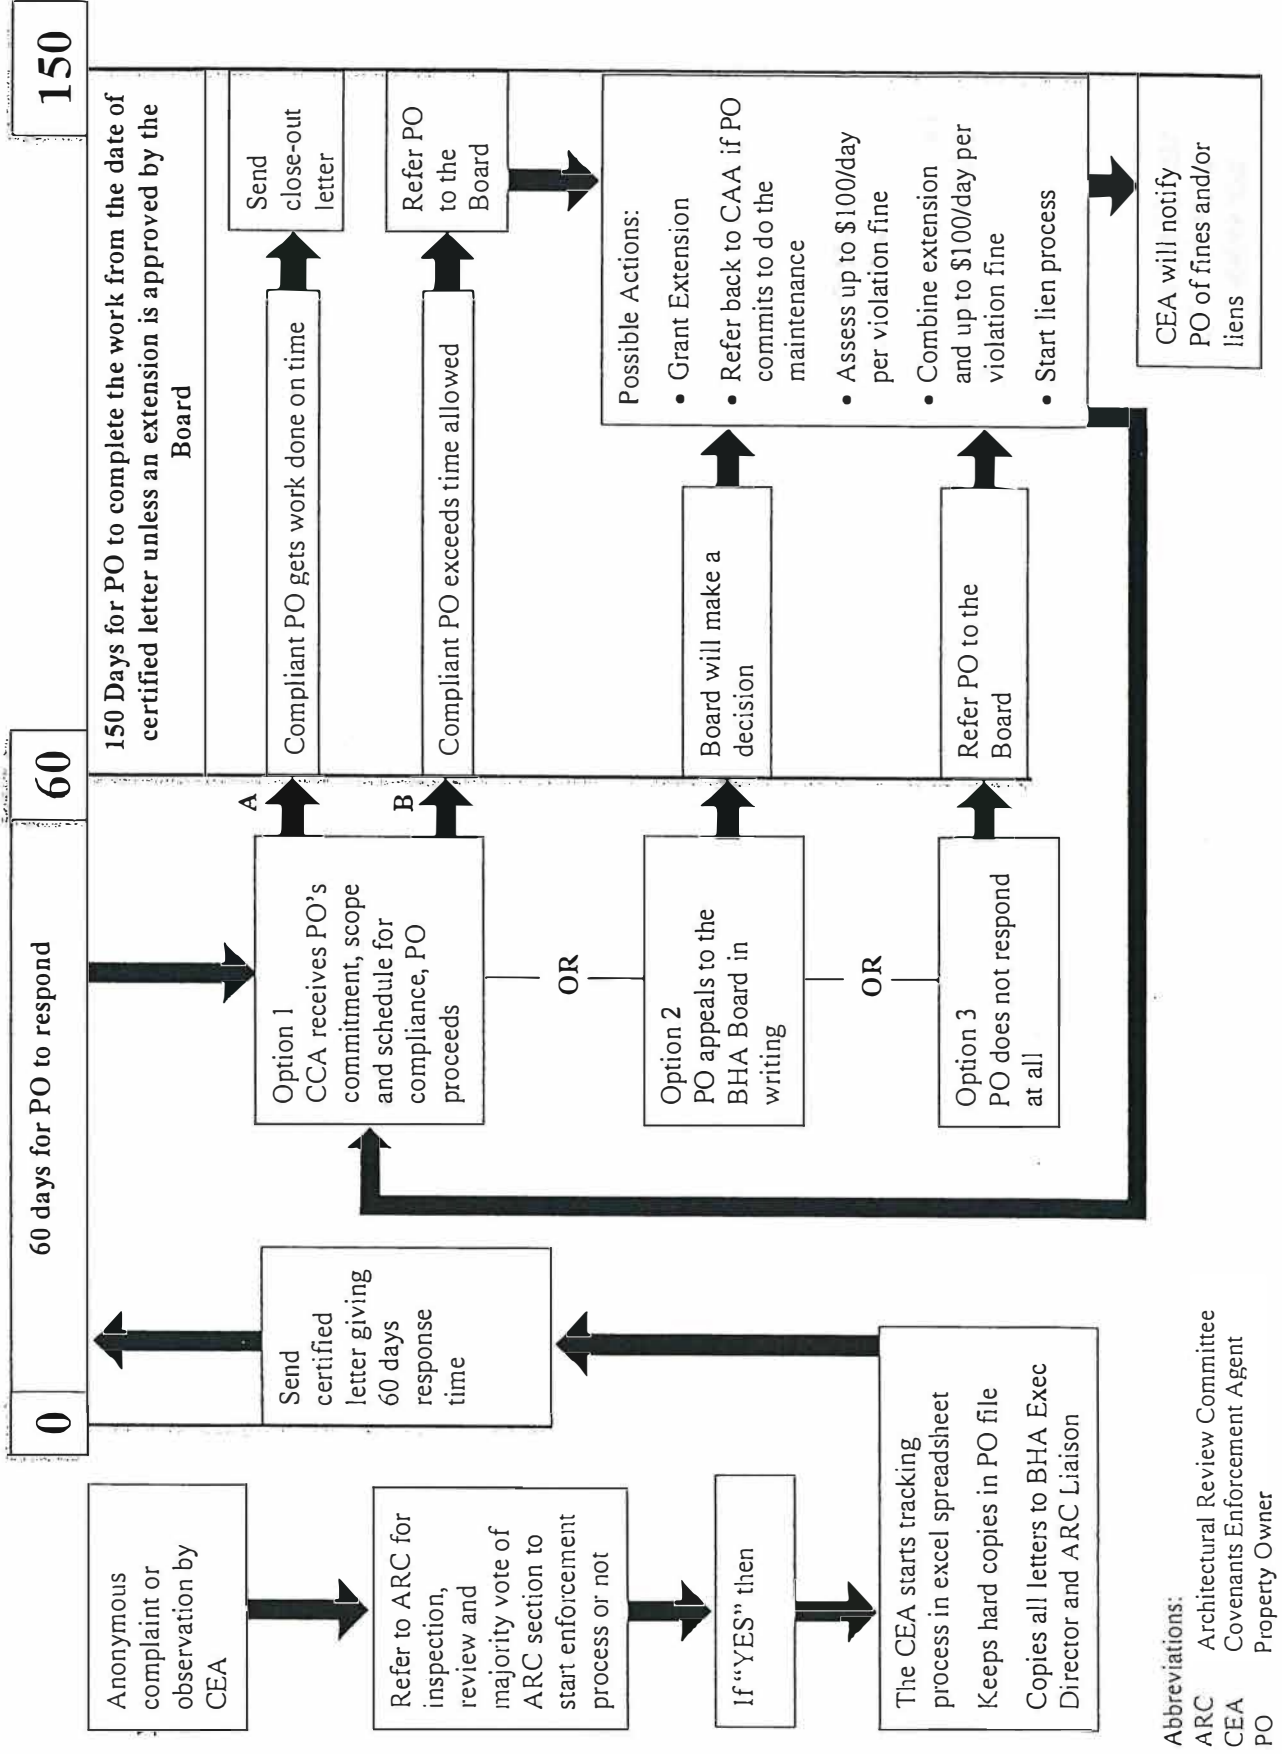 0
60 days for PO to respond
60
150
150 Days for PO to complete the work from the date of
certified letter unless an extension is approved by the
Board
Anonymous
complaint or
observation by
CEA
Refer to ARC for
inspection,
review and
majority vote of
ARC section to
start enforcement
process or not
If “YES” then
The CEA starts tracking
process in excel spreadsheet
Keeps hard copies in PO file
Copies all letters to BHA Exec
Director and ARC Liaison
Send
certified
letter giving
60 days
response
time
Option 1
CCA receives PO’s
commitment, scope
and schedule for
compliance, PO
proceeds
OR
Option 2
PO appeals to the
BHA Board in
writing
OR
Option 3
PO does not respond
at all
A
Compliant PO gets work done on time
Send
close-out
letter
B
Compliant PO exceeds time allowed
Refer PO
to the
Board
Board will make a
decision
Refer PO to the
Board
Possible Actions:
• Grant Extension
• Refer back to CAA if PO
commits to do the
maintenance
• Assess up to $100/day
per violation fine
• Combine extension
and up to $100/day per
violation fine
• Start lien process
CEA will notify
PO of fines and/or
liens
Abbreviations:
ARC Architectural Review Committee
CEA Covenants Enforcement Agent
PO Property Owner